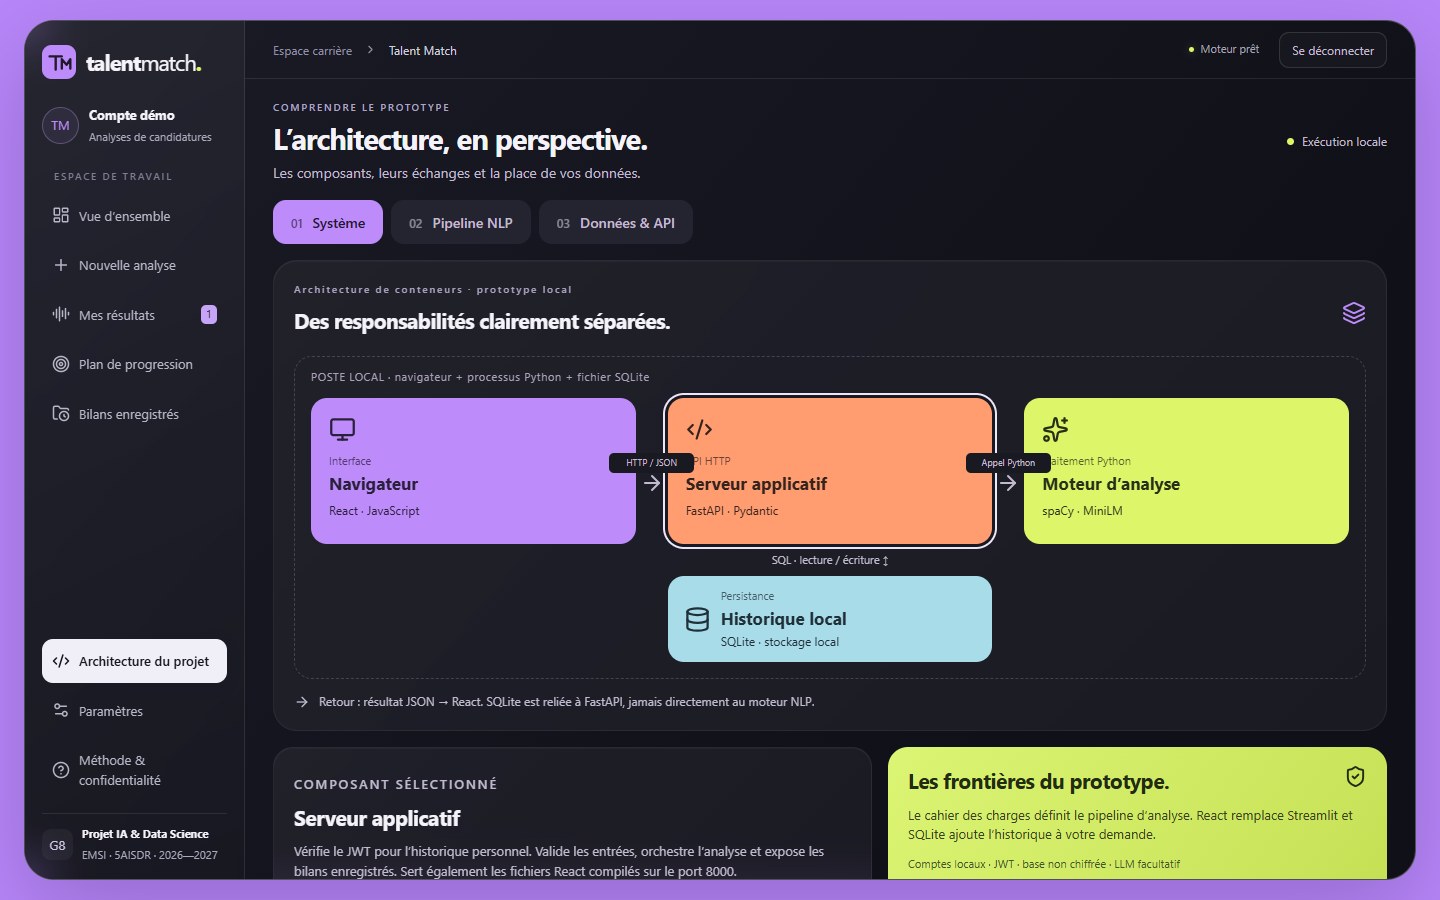 TM talentmatch.
TM
Compte démo
Analyses de candidatures
ESPACE DE TRAVAIL
Vue d'ensemble
Nouvelle analyse
Mes résultats 1
Plan de progression
Bilans enregistrés
Architecture du projet
Paramètres
Méthode &
confidentialité
G8
Projet IA & Data Science
EMSI · 5AISDR · 2026—2027
Espace carrière > Talent Match
Moteur prêt
Se déconnecter
COMPRENDRE LE PROTOTYPE
L’architecture, en perspective.
Les composants, leurs échanges et la place de vos données.
Exécution locale
01 Système
02 Pipeline NLP
03 Données & API
Architecture de conteneurs · prototype local
Des responsabilités clairement séparées.
POSTE LOCAL · navigateur + processus Python + fichier SQLite
Interface
Navigateur
React · JavaScript
HTTP / JSON
PI HTTP
Serveur applicatif
FastAPI · Pydantic
Appel Python
aitement Python
Moteur d’analyse
spaCy · MiniLM
SQL · lecture / écriture ↕
Persistance
Historique local
SQLite · stockage local
→ Retour : résultat JSON → React. SQLite est reliée à FastAPI, jamais directement au moteur NLP.
COMPOSANT SÉLECTIONNÉ
Serveur applicatif
Vérifie le JWT pour l’historique personnel. Valide les entrées, orchestre l’analyse et expose les
bilans enregistrés. Sert également les fichiers React compilés sur le port 8000.
Les frontières du prototype.
Le cahier des charges définit le pipeline d’analyse. React remplace Streamlit et
SQLite ajoute l’historique à votre demande.
Comptes locaux · JWT · base non chiffrée · LLM facultatif